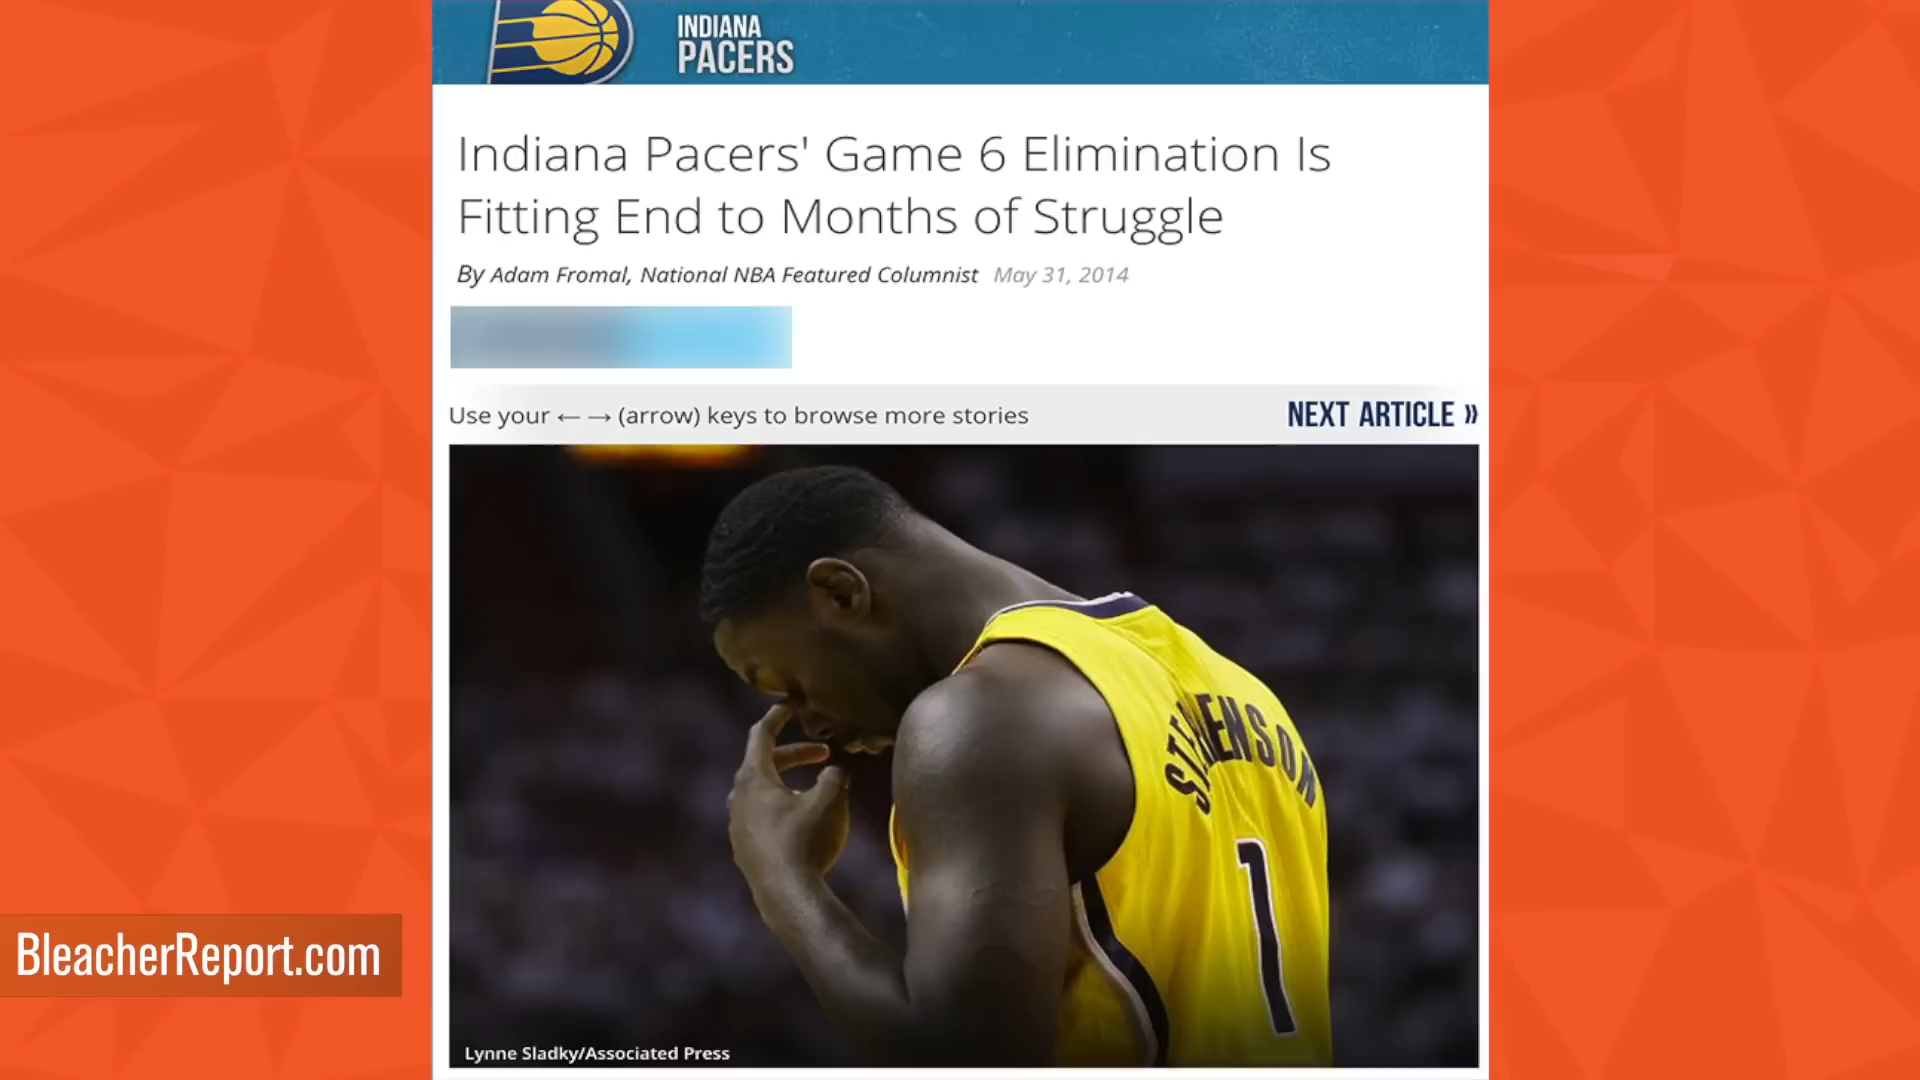 INDIANA
PACERS
Indiana Pacers' Game 6 Elimination Is
Fitting End to Months of Struggle
By Adam Fromal, National NBA Featured Columnist May 31, 2014
Use your ← → (arrow) keys to browse more stories
NEXT ARTICLE »
STEPHENSON
1
BleacherReport.com
Lynne Sladky/Associated Press